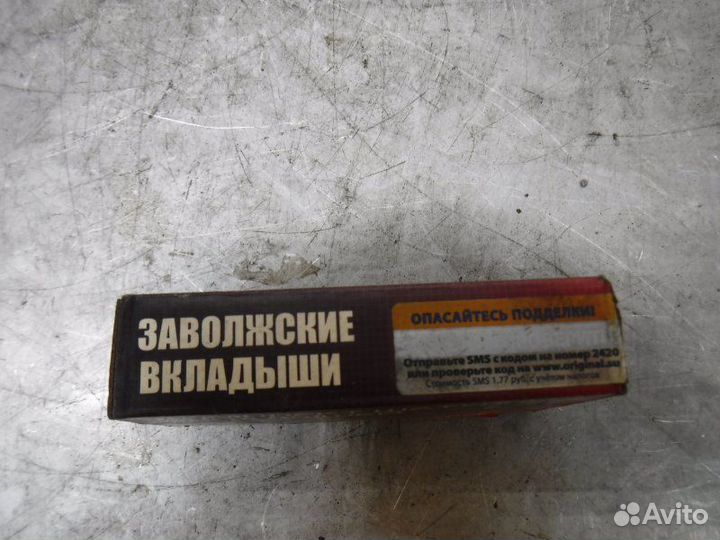 ЗАВОЛЖСКИЕ
ВКЛАДЫШИ
ОПАСАЙТЕСЬ ПОДДЕЛКИ!
Отправьте SMS с кодом на номер 2420
или проверьте код на www.original.su
Стоимость SMS 1,77 руб. с учётом налогов
Avito